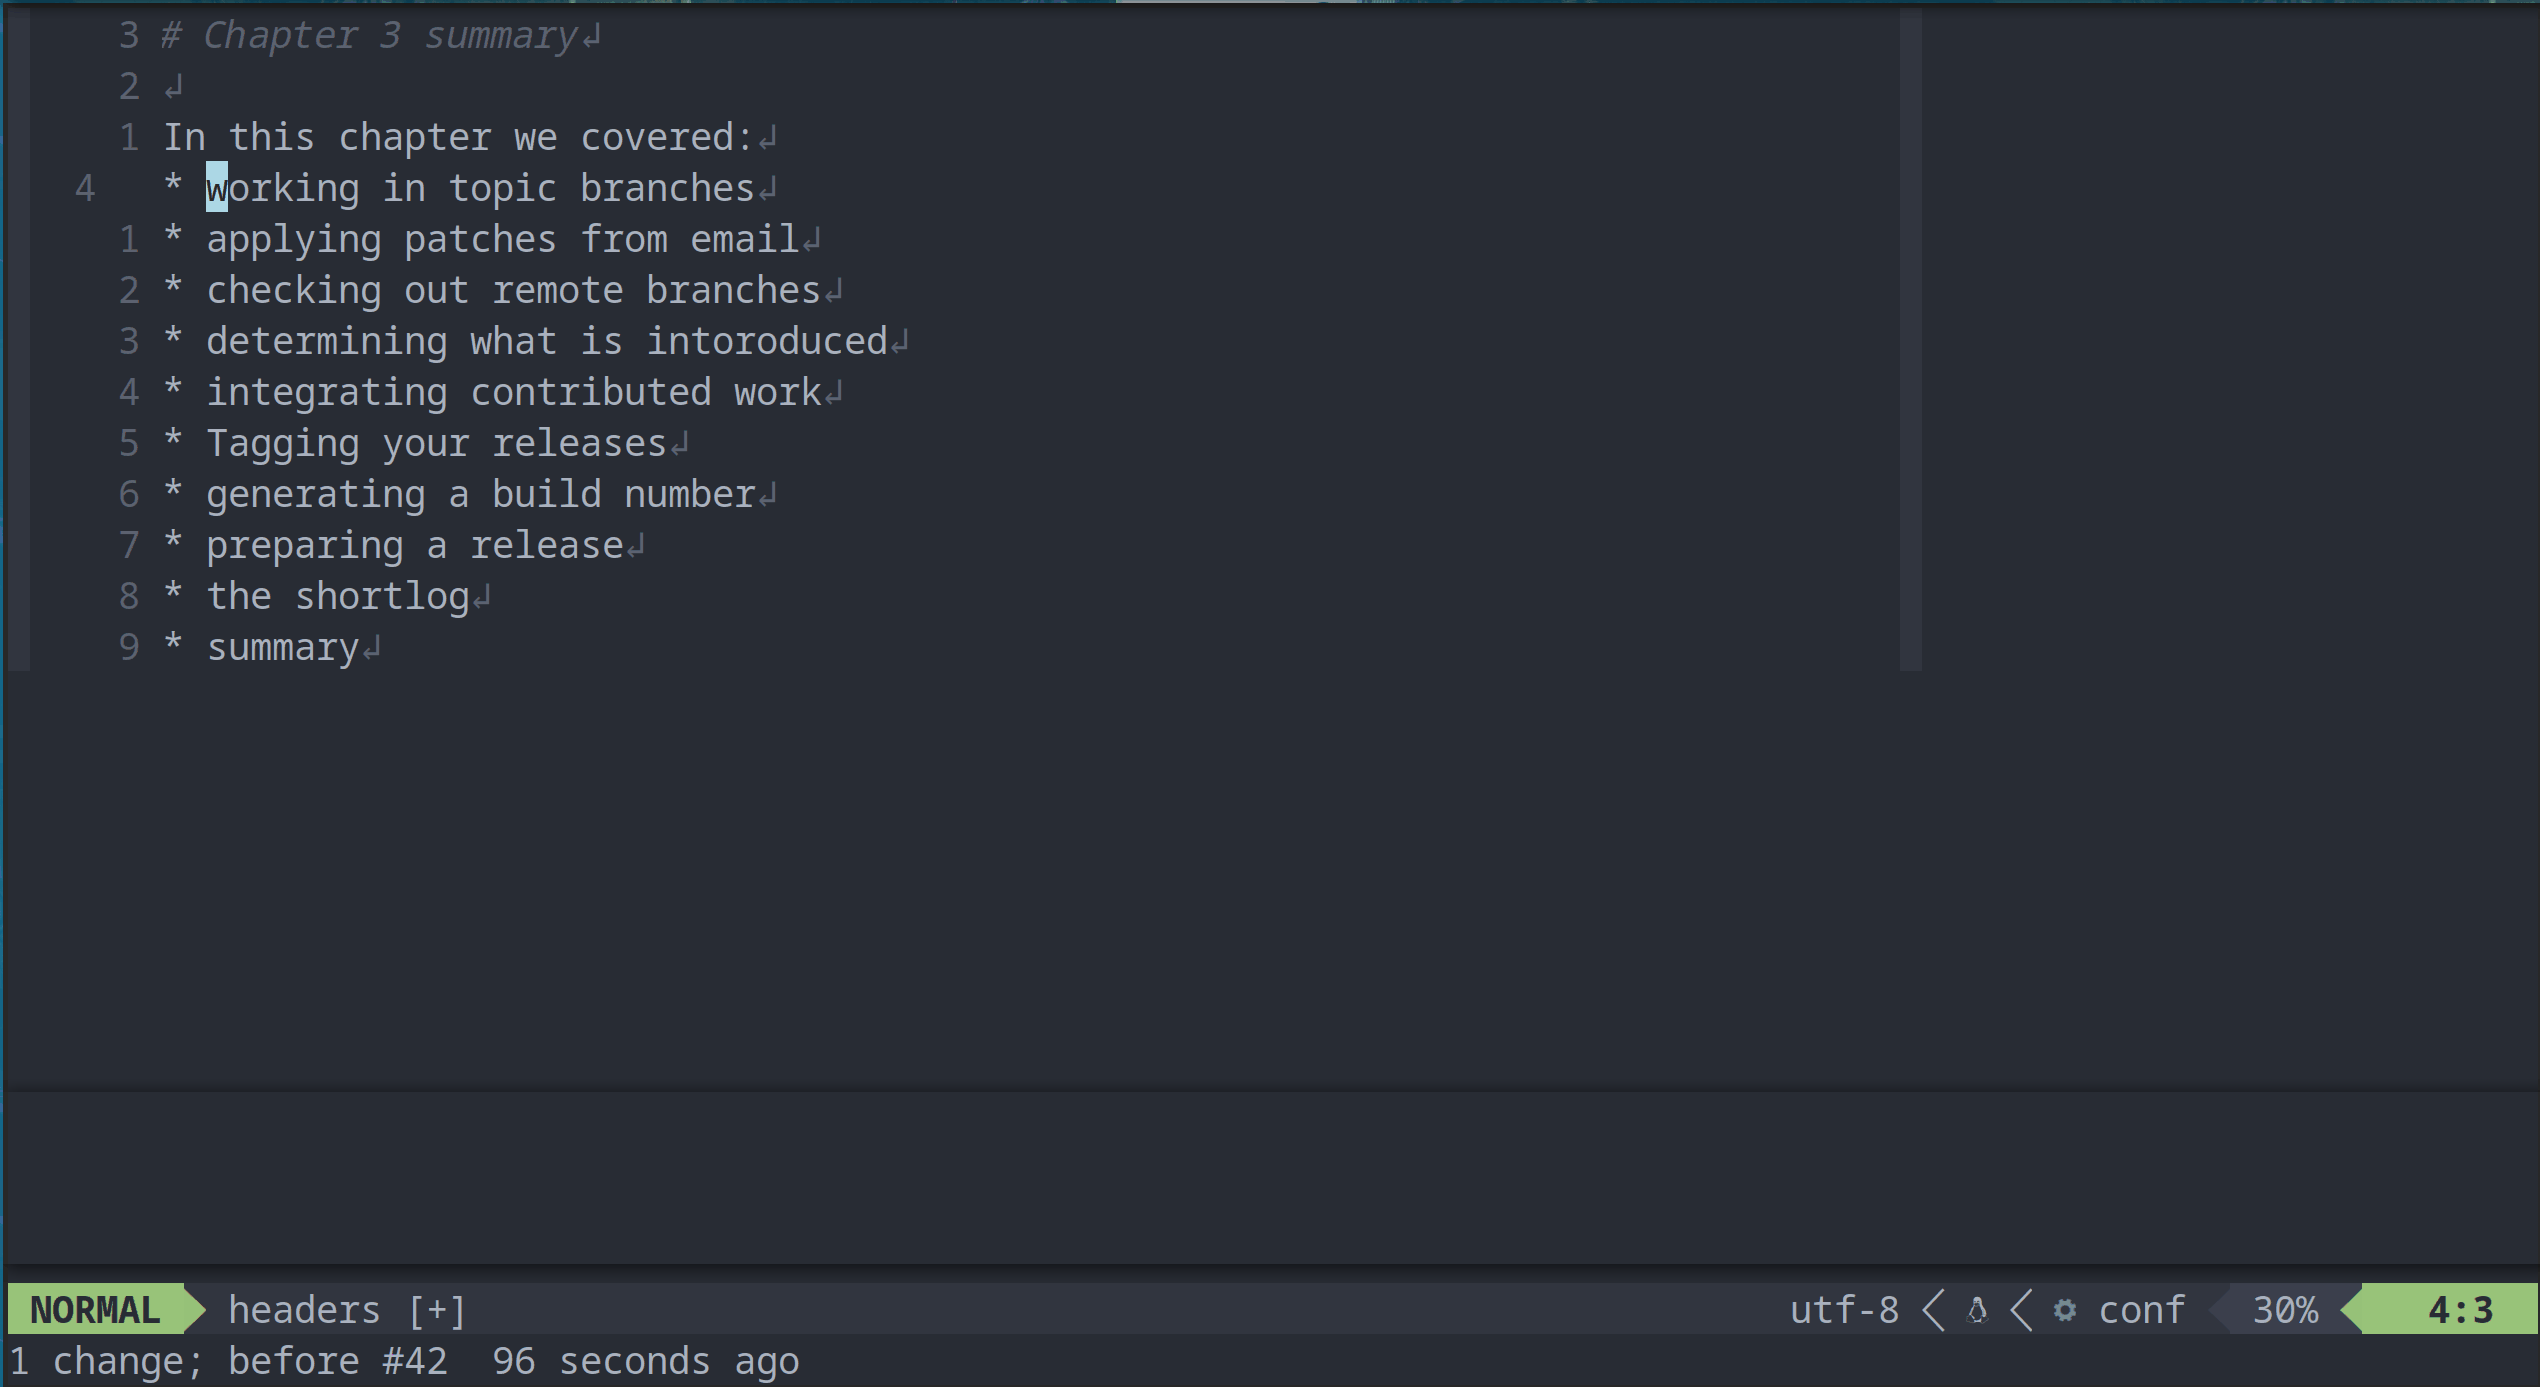 3 # Chapter 3 summary↲
2 ↲
1 In this chapter we covered:↲
4 * working in topic branches↲
1 * applying patches from email↲
2 * checking out remote branches↲
3 * determining what is intoroduced↲
4 * integrating contributed work↲
5 * Tagging your releases↲
6 * generating a build number↲
7 * preparing a release↲
8 * the shortlog↲
9 * summary↲
NORMAL headers [+] utf-8 conf 30% 4:3
1 change; before #42 96 seconds ago